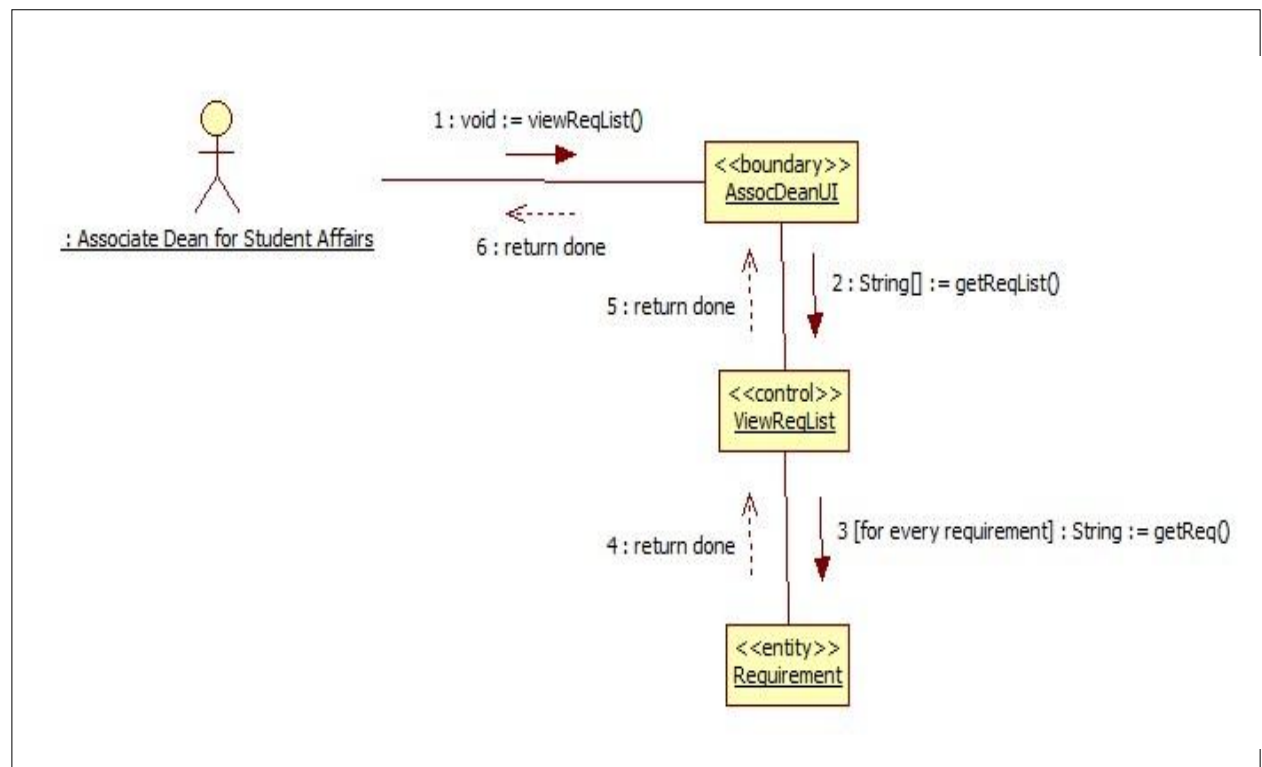 1 : void := viewReqList()
<<boundary>>
AssocDeanUI
: Associate Dean for Student Affairs
6 : return done
2 : String[] := getReqList()
5 : return done
<<control>>
ViewReqList
3 [for every requirement] : String := getReq()
4 : return done
<<entity>>
Requirement